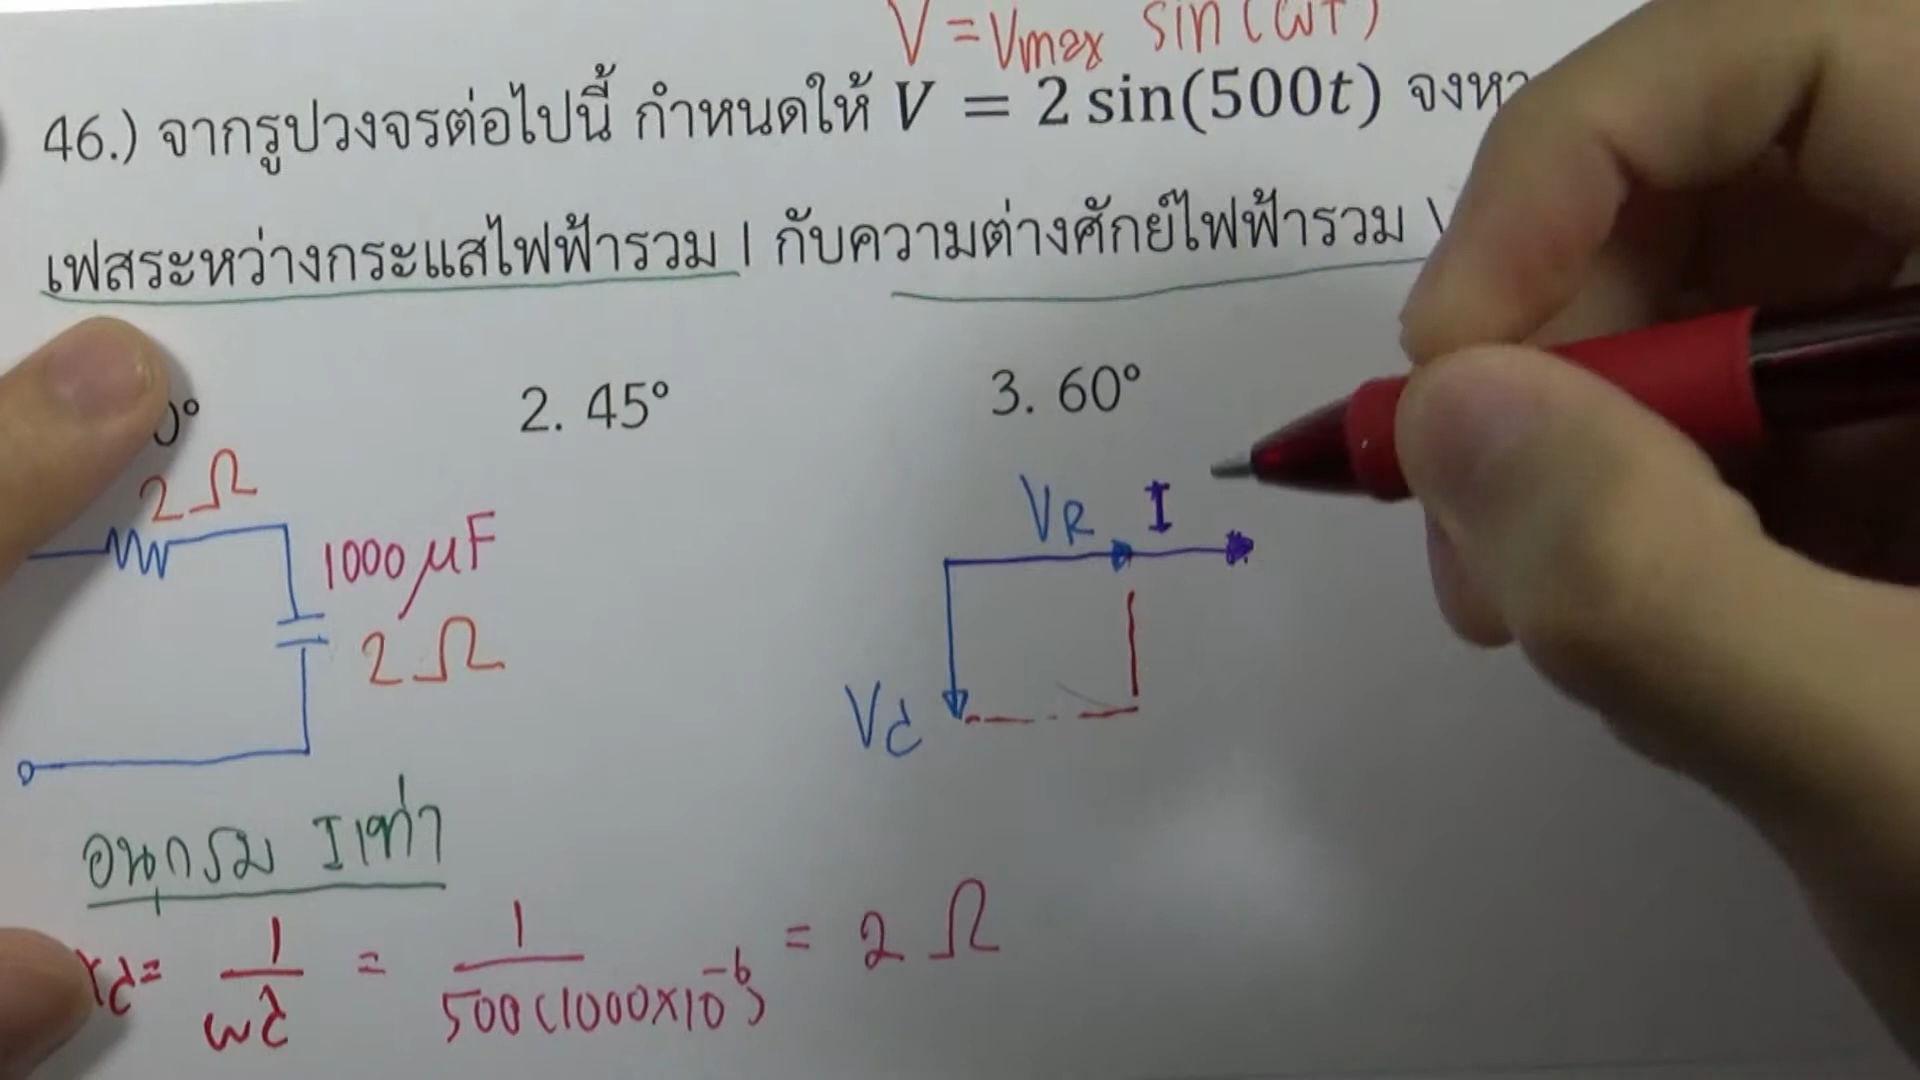 V = Vmax sin(ωt)
46.) จากรูปวงจรต่อไปนี้ กำหนดให้ V = 2 sin(500t) จงหา
เฟสระหว่างกระแสไฟฟ้ารวม I กับความต่างศักย์ไฟฟ้ารวม
0° 2. 45° 3. 60°
2 Ω
VR I
1000 μF
2 Ω
Vc
อนุกรม I เท่า
Xc = 1/ωC = 1/500(1000×10⁻⁶) = 2 Ω